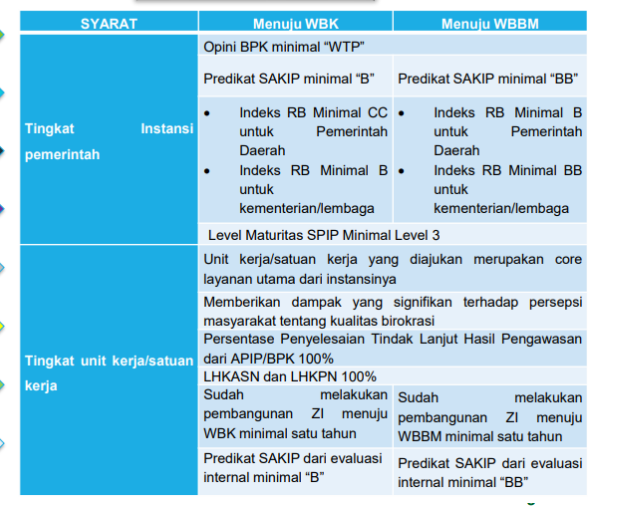 SYARAT
Menuju WBK
Menuju WBBM
Tingkat Instansi
pemerintah
Opini BPK minimal “WTP”
Predikat SAKIP minimal “B”
Predikat SAKIP minimal “BB”
• Indeks RB Minimal CC
untuk Pemerintah
Daerah
• Indeks RB Minimal B
untuk
kementerian/lembaga
• Indeks RB Minimal B
untuk Pemerintah
Daerah
• Indeks RB Minimal BB
untuk
kementerian/lembaga
Level Maturitas SPIP Minimal Level 3
Tingkat unit kerja/satuan
kerja
Unit kerja/satuan kerja yang diajukan merupakan core
layanan utama dari instansinya
Memberikan dampak yang signifikan terhadap persepsi
masyarakat tentang kualitas birokrasi
Persentase Penyelesaian Tindak Lanjut Hasil Pengawasan
dari APIP/BPK 100%
LHKASN dan LHKPN 100%
Sudah melakukan
pembangunan ZI menuju
WBK minimal satu tahun
Sudah melakukan
pembangunan ZI menuju
WBBM minimal satu tahun
Predikat SAKIP dari evaluasi
internal minimal “B”
Predikat SAKIP dari evaluasi
internal minimal “BB”